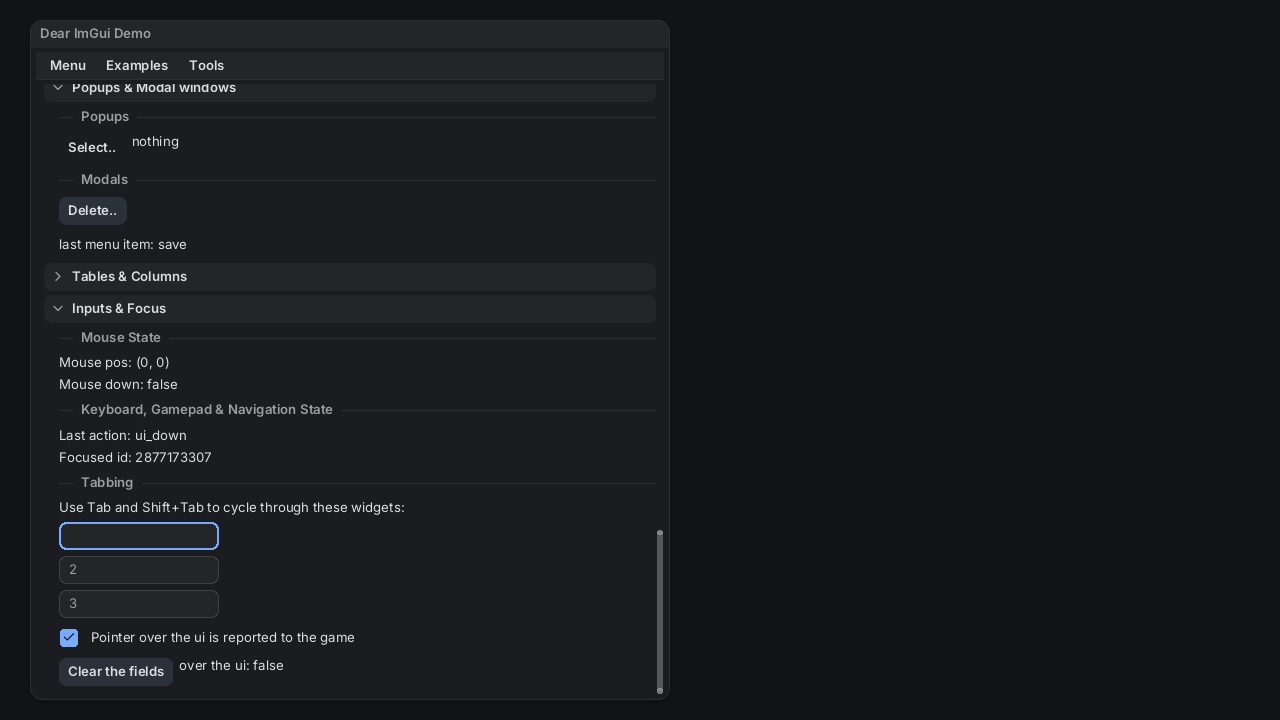 Dear ImGui Demo
Menu Examples Tools
Popups & Modal windows
Popups
Select.. nothing
Modals
Delete..
last menu item: save
Tables & Columns
Inputs & Focus
Mouse State
Mouse pos: (0, 0)
Mouse down: false
Keyboard, Gamepad & Navigation State
Last action: ui_down
Focused id: 2877173307
Tabbing
Use Tab and Shift+Tab to cycle through these widgets:
2
3
Pointer over the ui is reported to the game
Clear the fields over the ui: false